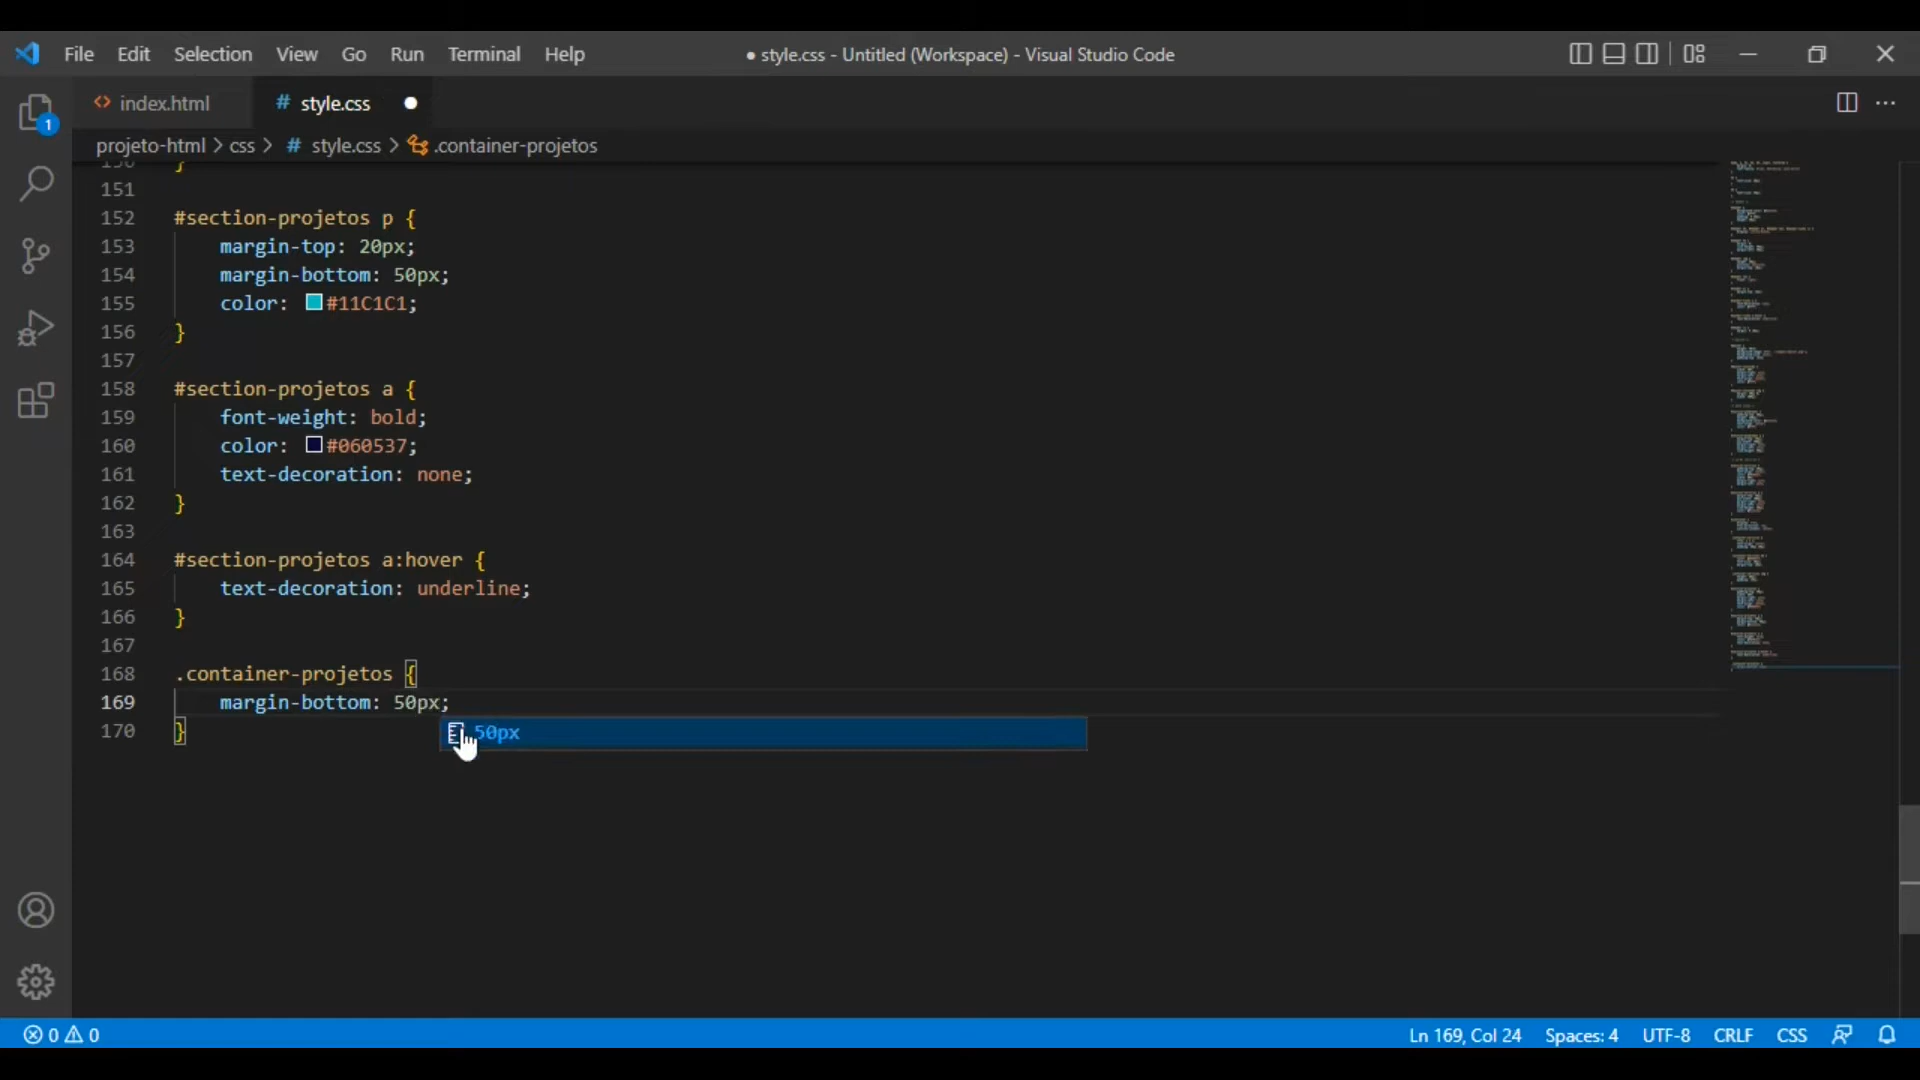 File Edit Selection View Go Run Terminal Help ● style.css - Untitled (Workspace) - Visual Studio Code
index.html # style.css ●
projeto-html > css > # style.css > .container-projetos
1
}
151
152 #section-projetos p {
153 margin-top: 20px;
154 margin-bottom: 50px;
155 color: #11C1C1;
156 }
157
158 #section-projetos a {
159 font-weight: bold;
160 color: #060537;
161 text-decoration: none;
162 }
163
164 #section-projetos a:hover {
165 text-decoration: underline;
166 }
167
168 .container-projetos {
169 margin-bottom: 50px;
170 }
50px
0 0 Ln 169, Col 24 Spaces: 4 UTF-8 CRLF CSS